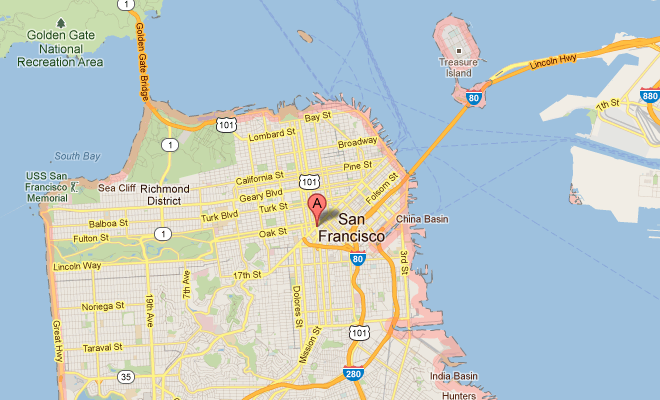 1
Golden Gate
National
Recreation Area
Golden Gate Bridge
Treasure
Island
Lincoln Hwy
80
880
7th St
101
Bay St
Lombard St
Broadway
1
South Bay
USS San
Francisco
Memorial
Sea Cliff
Richmond
District
California St
Pine St
101
Geary Blvd
Folsom St
Turk St
Turk Blvd
A
San
Francisco
China Basin
Balboa St
Fulton St
1
Oak St
Lincoln Way
17th St
7th Ave
80
3rd St
19th Ave
Noriega St
Dolores St
Great Hwy
Taraval St
Mission St
101
35
280
India Basin
Hunters